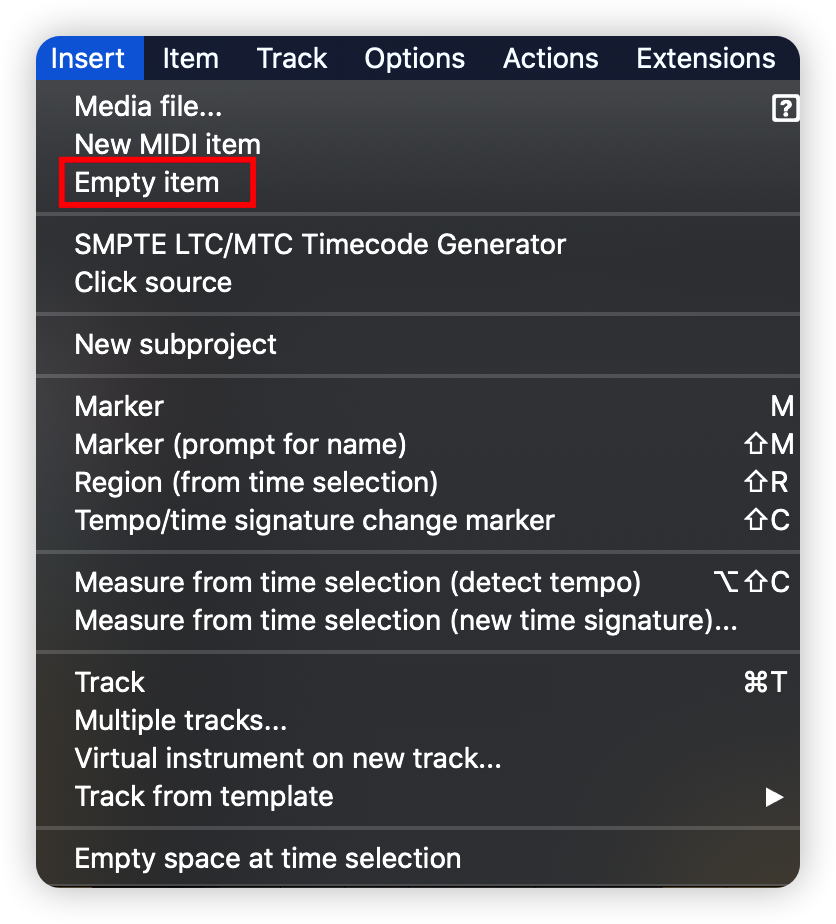 Insert Item Track Options Actions Extensions
Media file... ?
New MIDI item
Empty item
SMPTE LTC/MTC Timecode Generator
Click source
New subproject
Marker M
Marker (prompt for name) ⇧M
Region (from time selection) ⇧R
Tempo/time signature change marker ⇧C
Measure from time selection (detect tempo) ⌥⇧C
Measure from time selection (new time signature)...
Track ⌘T
Multiple tracks...
Virtual instrument on new track...
Track from template ▶
Empty space at time selection